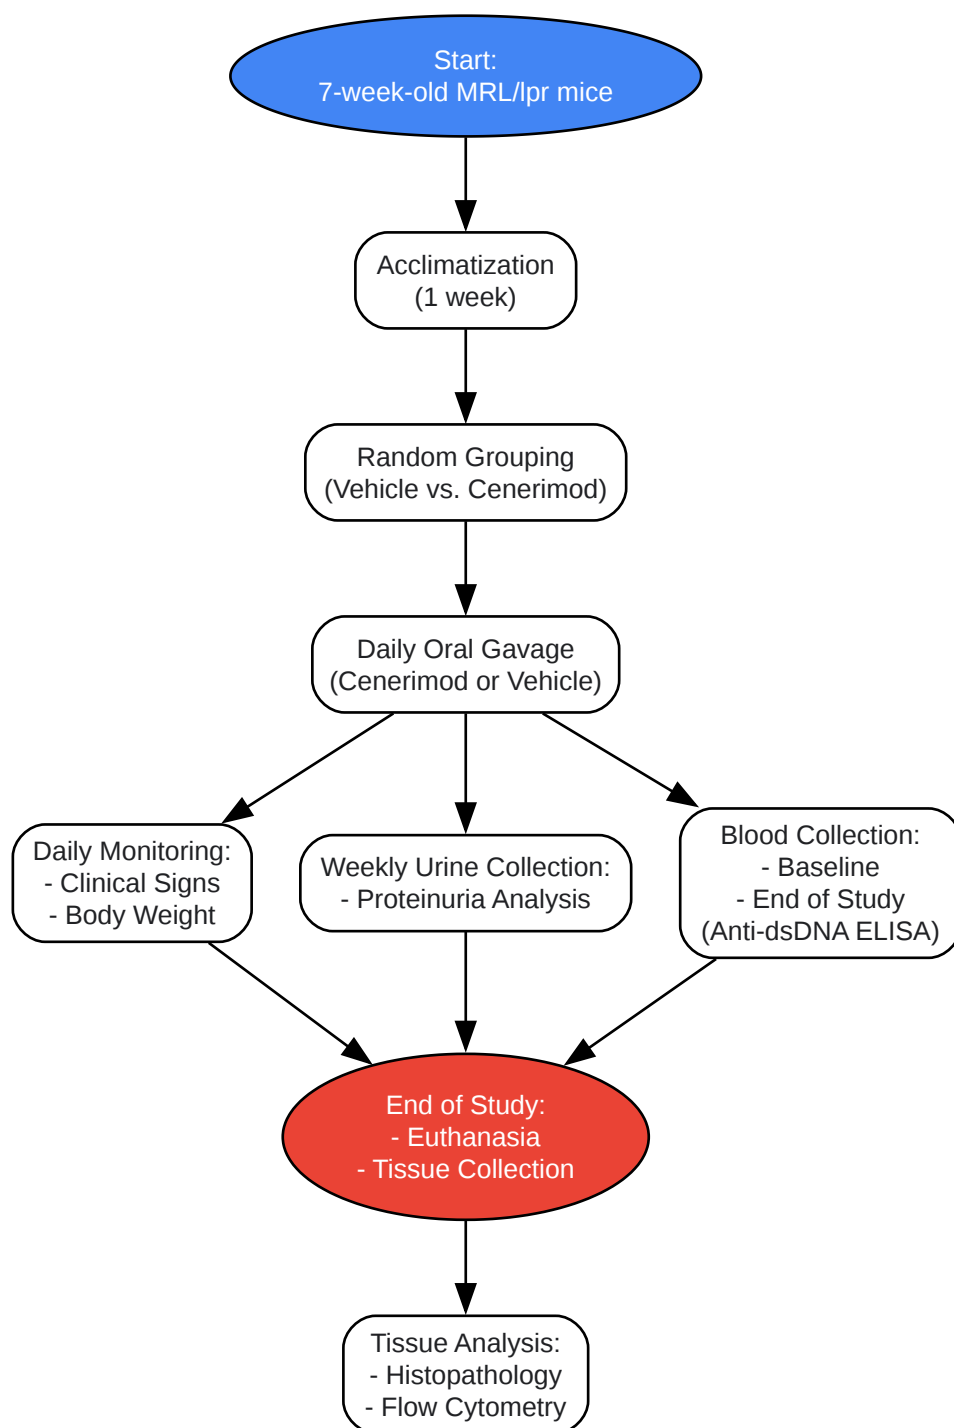 Start:
7-week-old MRL/lpr mice
Acclimatization
(1 week)
Random Grouping
(Vehicle vs. Cenerimod)
Daily Oral Gavage
(Cenerimod or Vehicle)
Daily Monitoring:
- Clinical Signs
- Body Weight
Weekly Urine Collection:
- Proteinuria Analysis
Blood Collection:
- Baseline
- End of Study
(Anti-dsDNA ELISA)
End of Study:
- Euthanasia
- Tissue Collection
Tissue Analysis:
- Histopathology
- Flow Cytometry